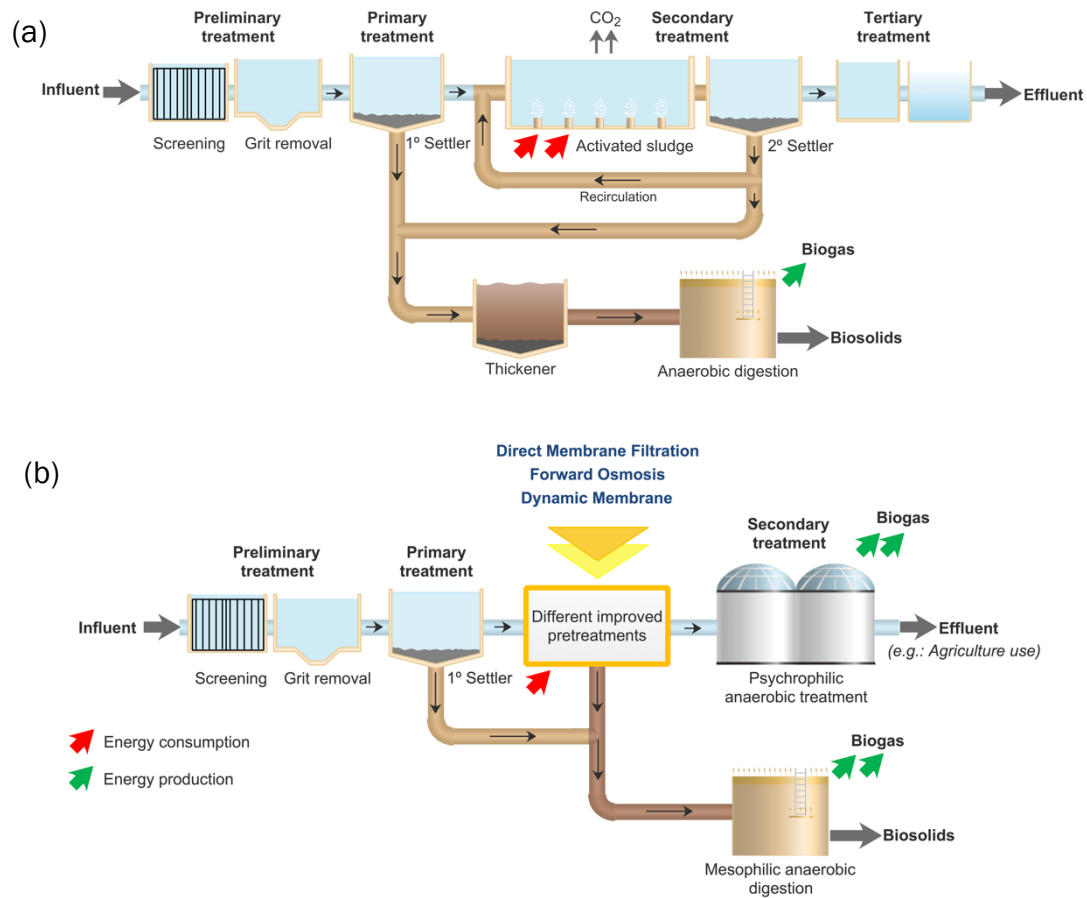 (a)
Preliminary
treatment
Primary
treatment
CO₂
Secondary
treatment
Tertiary
treatment
Influent
Effluent
Screening
Grit removal
1º Settler
Activated sludge
2º Settler
Recirculation
Biogas
Biosolids
Thickener
Anaerobic digestion
(b)
Direct Membrane Filtration
Forward Osmosis
Dynamic Membrane
Preliminary
treatment
Primary
treatment
Secondary
treatment
Biogas
Different improved
pretreatments
Influent
Effluent
(e.g.: Agriculture use)
Screening
Grit removal
1º Settler
Psychrophilic
anaerobic treatment
Energy consumption
Energy production
Biogas
Biosolids
Mesophilic anaerobic
digestion